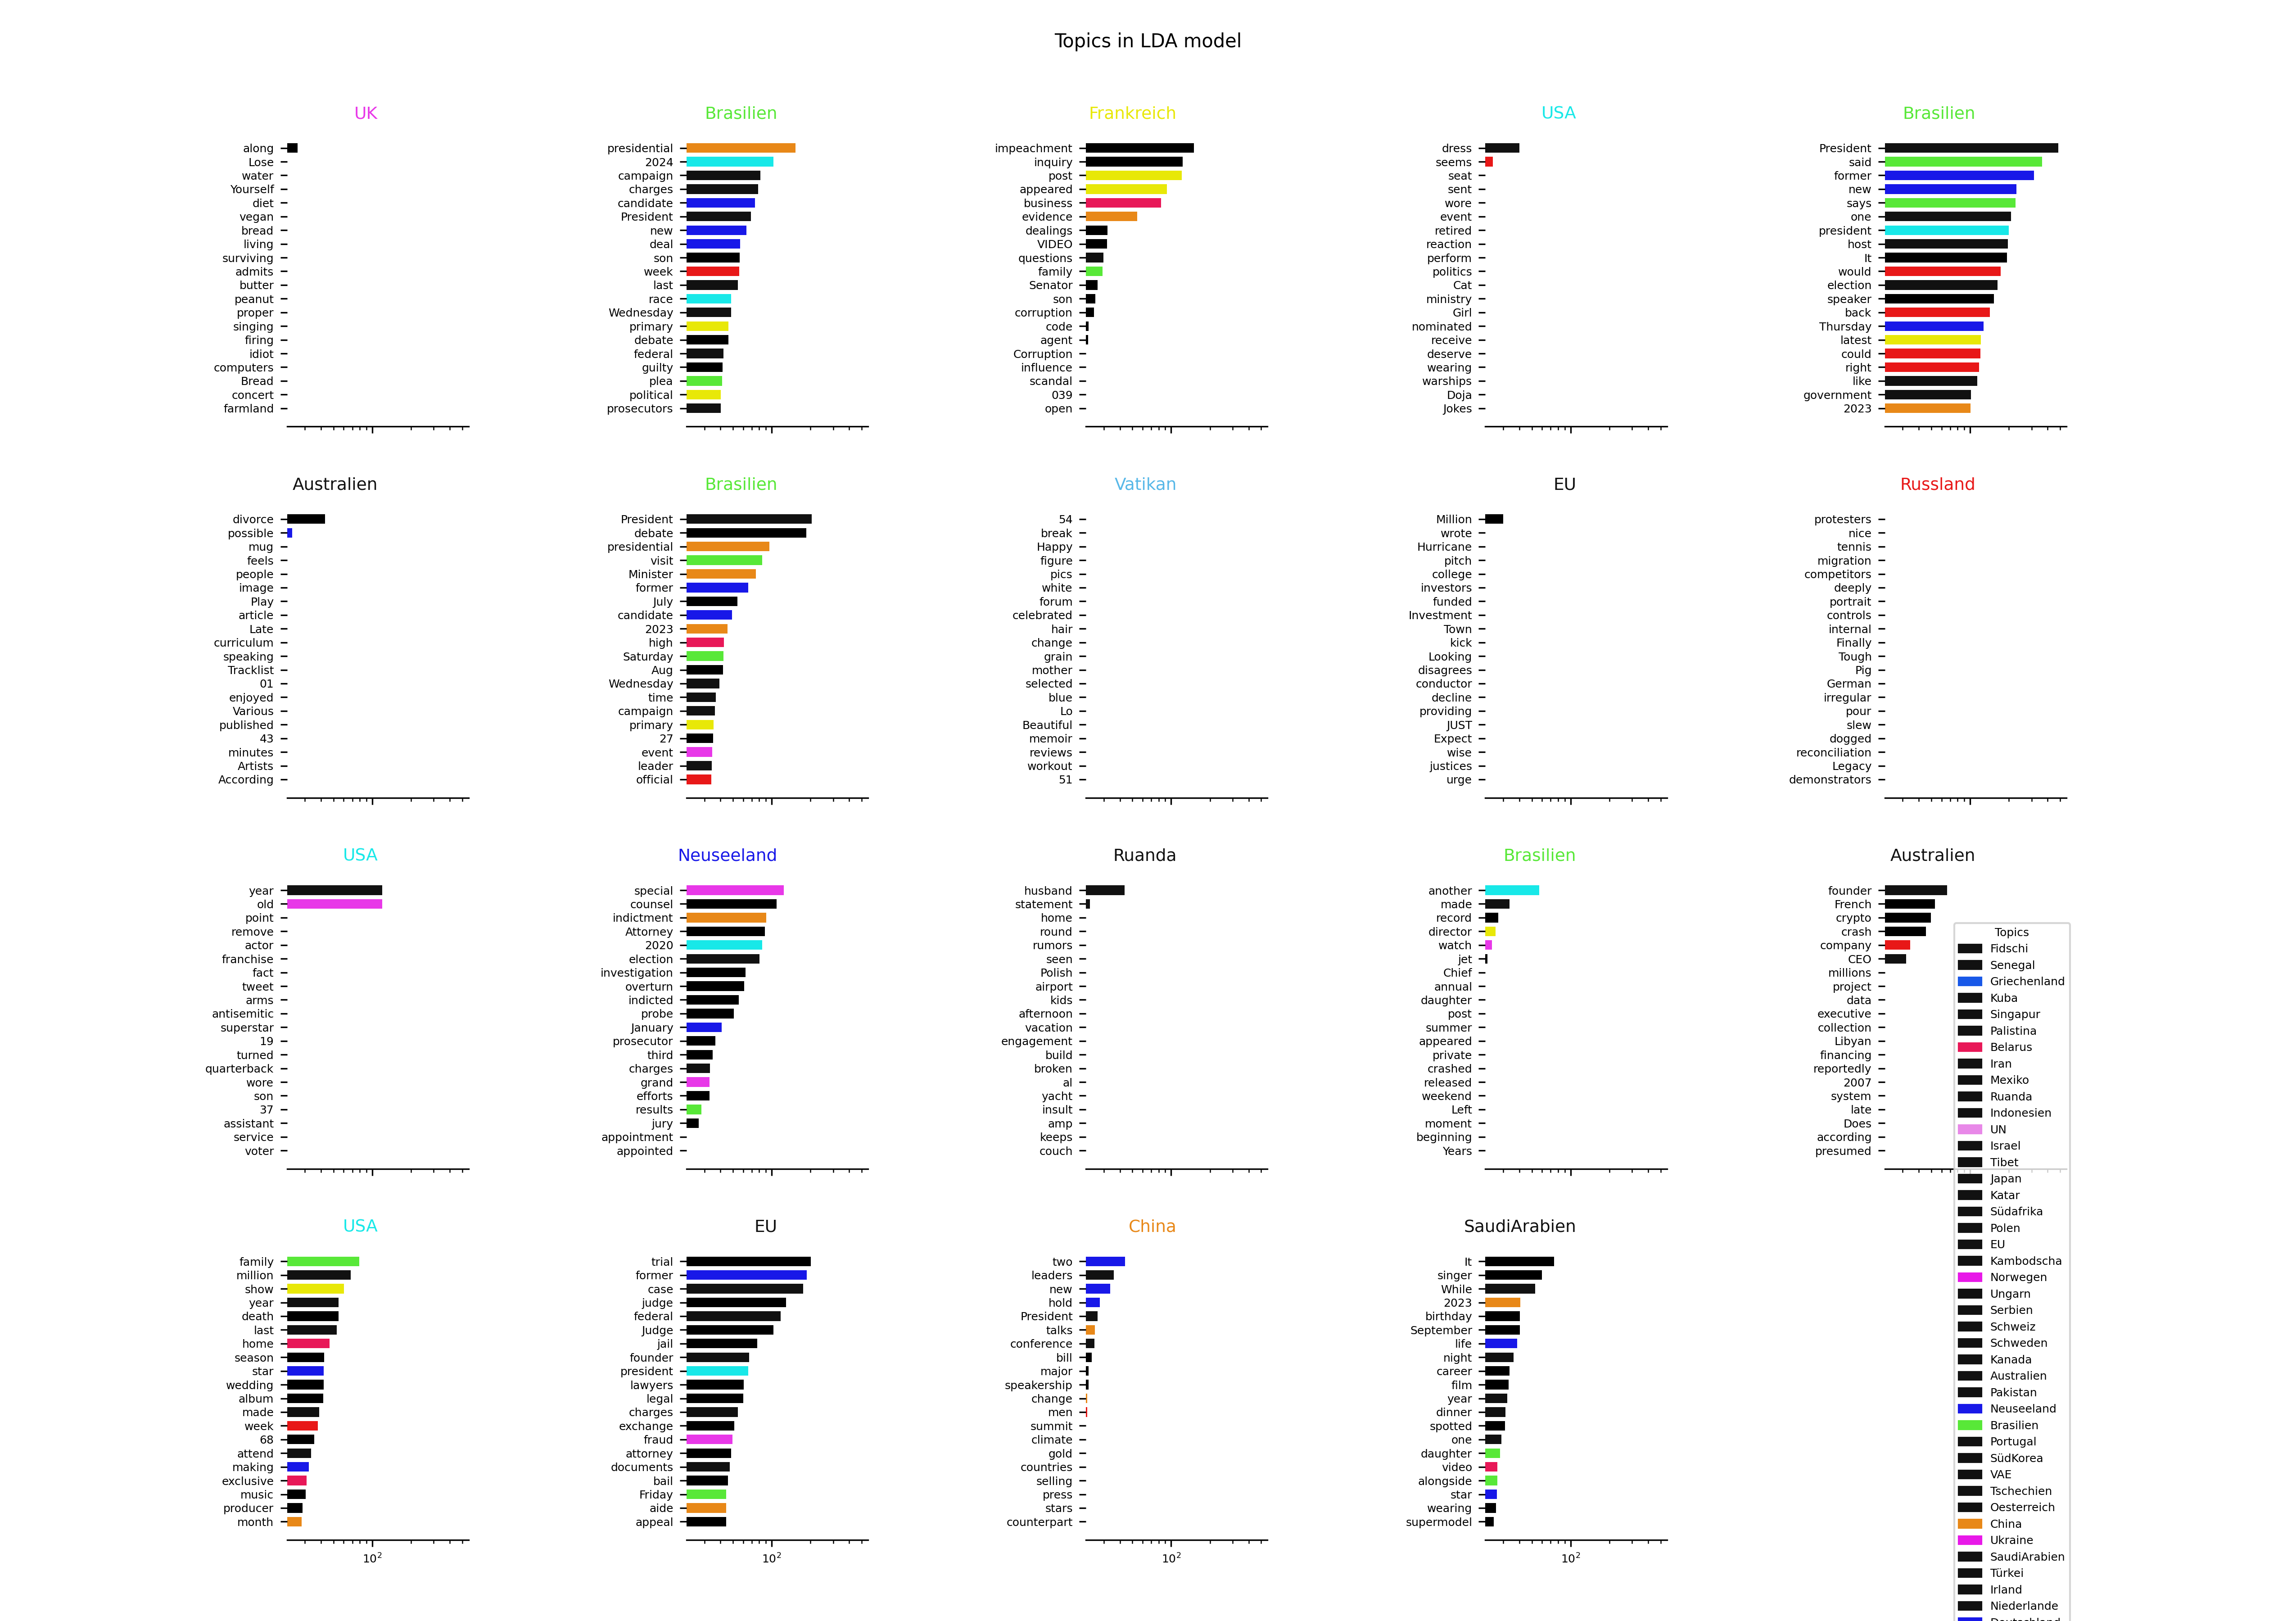 Topics in LDA model
UK
along
Lose
water
Yourself
diet
vegan
bread
living
surviving
admits
butter
peanut
proper
singing
firing
idiot
computers
Bread
concert
farmland
Brasilien
presidential
2024
campaign
charges
candidate
President
new
deal
son
week
last
race
Wednesday
primary
debate
federal
guilty
plea
political
prosecutors
Frankreich
impeachment
inquiry
post
appeared
business
evidence
dealings
VIDEO
questions
family
Senator
son
corruption
code
agent
Corruption
influence
scandal
039
open
USA
dress
seems
seat
sent
wore
event
retired
reaction
perform
politics
Cat
ministry
Girl
nominated
receive
deserve
wearing
warships
Doja
Jokes
Brasilien
President
said
former
new
says
one
president
host
It
would
election
speaker
back
Thursday
latest
could
right
like
government
2023
Australien
divorce
possible
mug
feels
people
image
Play
article
Late
curriculum
speaking
Tracklist
01
enjoyed
Various
published
43
minutes
Artists
According
Brasilien
President
debate
presidential
visit
Minister
former
July
candidate
2023
high
Saturday
Aug
Wednesday
time
campaign
primary
27
event
leader
official
Vatikan
54
break
Happy
figure
pics
white
forum
celebrated
hair
change
grain
mother
selected
blue
Lo
Beautiful
memoir
reviews
workout
51
EU
Million
wrote
Hurricane
pitch
college
investors
funded
Investment
Town
kick
Looking
disagrees
conductor
decline
providing
JUST
Expect
wise
justices
urge
Russland
protesters
nice
tennis
migration
competitors
deeply
portrait
controls
internal
Finally
Tough
Pig
German
irregular
pour
slew
dogged
reconciliation
Legacy
demonstrators
USA
year
old
point
remove
actor
franchise
fact
tweet
arms
antisemitic
superstar
19
turned
quarterback
wore
son
37
assistant
service
voter
Neuseeland
special
counsel
indictment
Attorney
2020
election
investigation
overturn
indicted
probe
January
prosecutor
third
charges
grand
efforts
results
jury
appointment
appointed
Ruanda
husband
statement
home
round
rumors
seen
Polish
airport
kids
afternoon
vacation
engagement
build
broken
al
yacht
insult
amp
keeps
couch
Brasilien
another
made
record
director
watch
jet
Chief
annual
daughter
post
summer
appeared
private
crashed
released
weekend
Left
moment
beginning
Years
Australien
founder
French
crypto
crash
company
CEO
millions
project
data
executive
collection
Libyan
financing
reportedly
2007
system
late
Does
according
presumed
USA
family
million
show
year
death
last
home
season
star
wedding
album
made
week
68
attend
making
exclusive
music
producer
month
10²
EU
trial
former
case
judge
federal
Judge
jail
founder
president
lawyers
legal
charges
exchange
fraud
attorney
documents
bail
Friday
aide
appeal
10²
China
two
leaders
new
hold
President
talks
conference
bill
major
speakership
change
men
summit
climate
gold
countries
selling
press
stars
counterpart
10²
SaudiArabien
It
singer
While
2023
birthday
September
life
night
career
film
year
dinner
spotted
one
daughter
video
alongside
star
wearing
supermodel
10²
Topics
Fidschi
Senegal
Griechenland
Kuba
Singapur
Palistina
Belarus
Iran
Mexiko
Ruanda
Indonesien
UN
Israel
Tibet
Japan
Katar
Südafrika
Polen
EU
Kambodscha
Norwegen
Ungarn
Serbien
Schweiz
Schweden
Kanada
Australien
Pakistan
Neuseeland
Brasilien
Portugal
SüdKorea
VAE
Tschechien
Oesterreich
China
Ukraine
SaudiArabien
Türkei
Irland
Niederlande